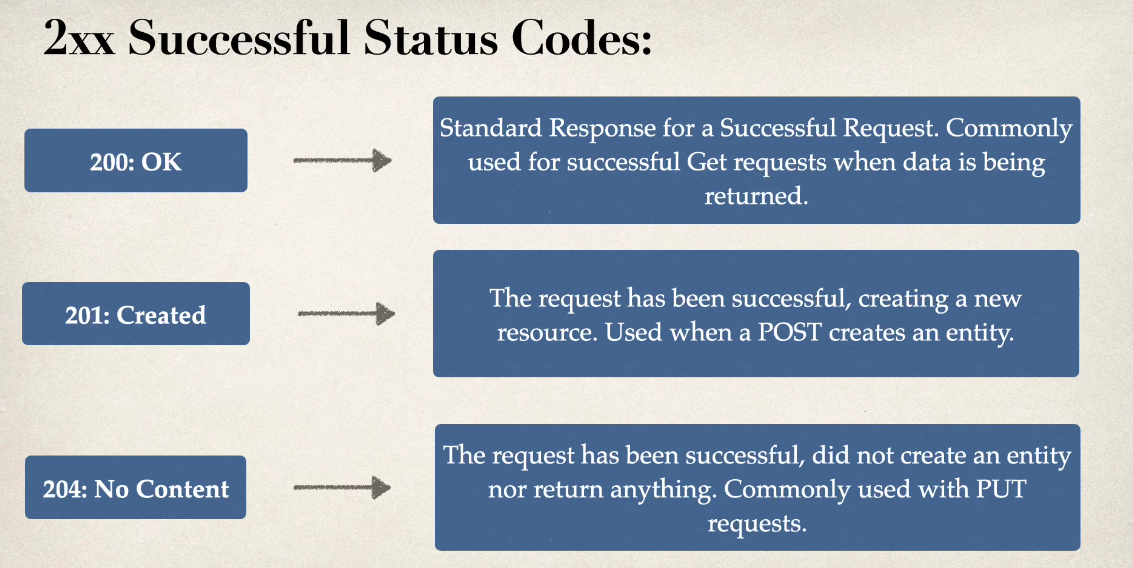 2xx Successful Status Codes:
200: OK
Standard Response for a Successful Request. Commonly
used for successful Get requests when data is being
returned.
201: Created
The request has been successful, creating a new
resource. Used when a POST creates an entity.
204: No Content
The request has been successful, did not create an entity
nor return anything. Commonly used with PUT
requests.